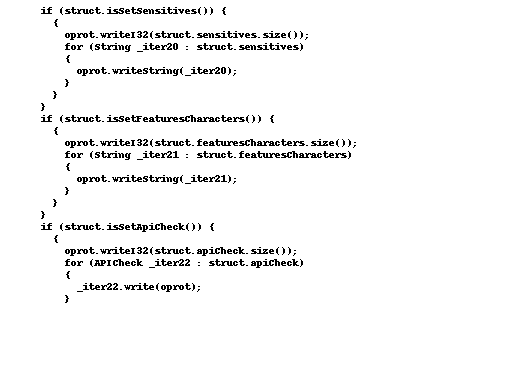 if (struct.isSetSensitives()) {
{
oprot.writeI32(struct.sensitives.size());
for (String _iter20 : struct.sensitives)
{
oprot.writeString(_iter20);
}
}
}
if (struct.isSetFeaturesCharacters()) {
{
oprot.writeI32(struct.featuresCharacters.size());
for (String _iter21 : struct.featuresCharacters)
{
oprot.writeString(_iter21);
}
}
}
if (struct.isSetApiCheck()) {
{
oprot.writeI32(struct.apiCheck.size());
for (APICheck _iter22 : struct.apiCheck)
{
_iter22.write(oprot);
}